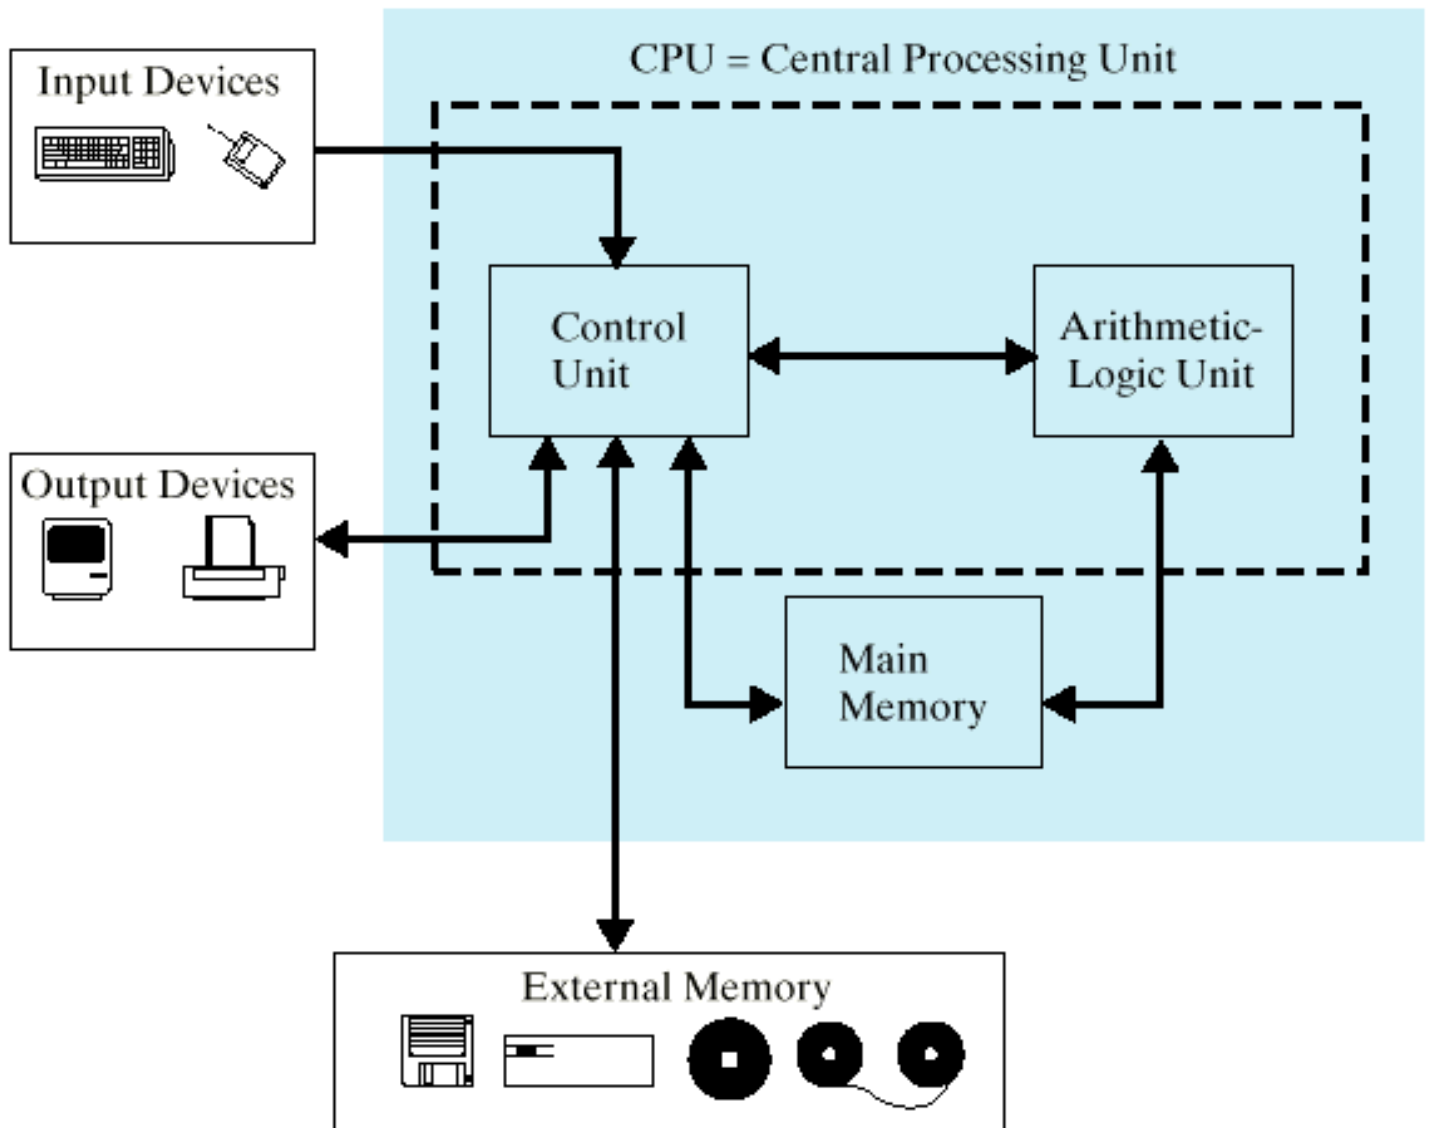 CPU = Central Processing Unit
Input Devices
Control
Unit
Arithmetic-
Logic Unit
Output Devices
Main
Memory
External Memory